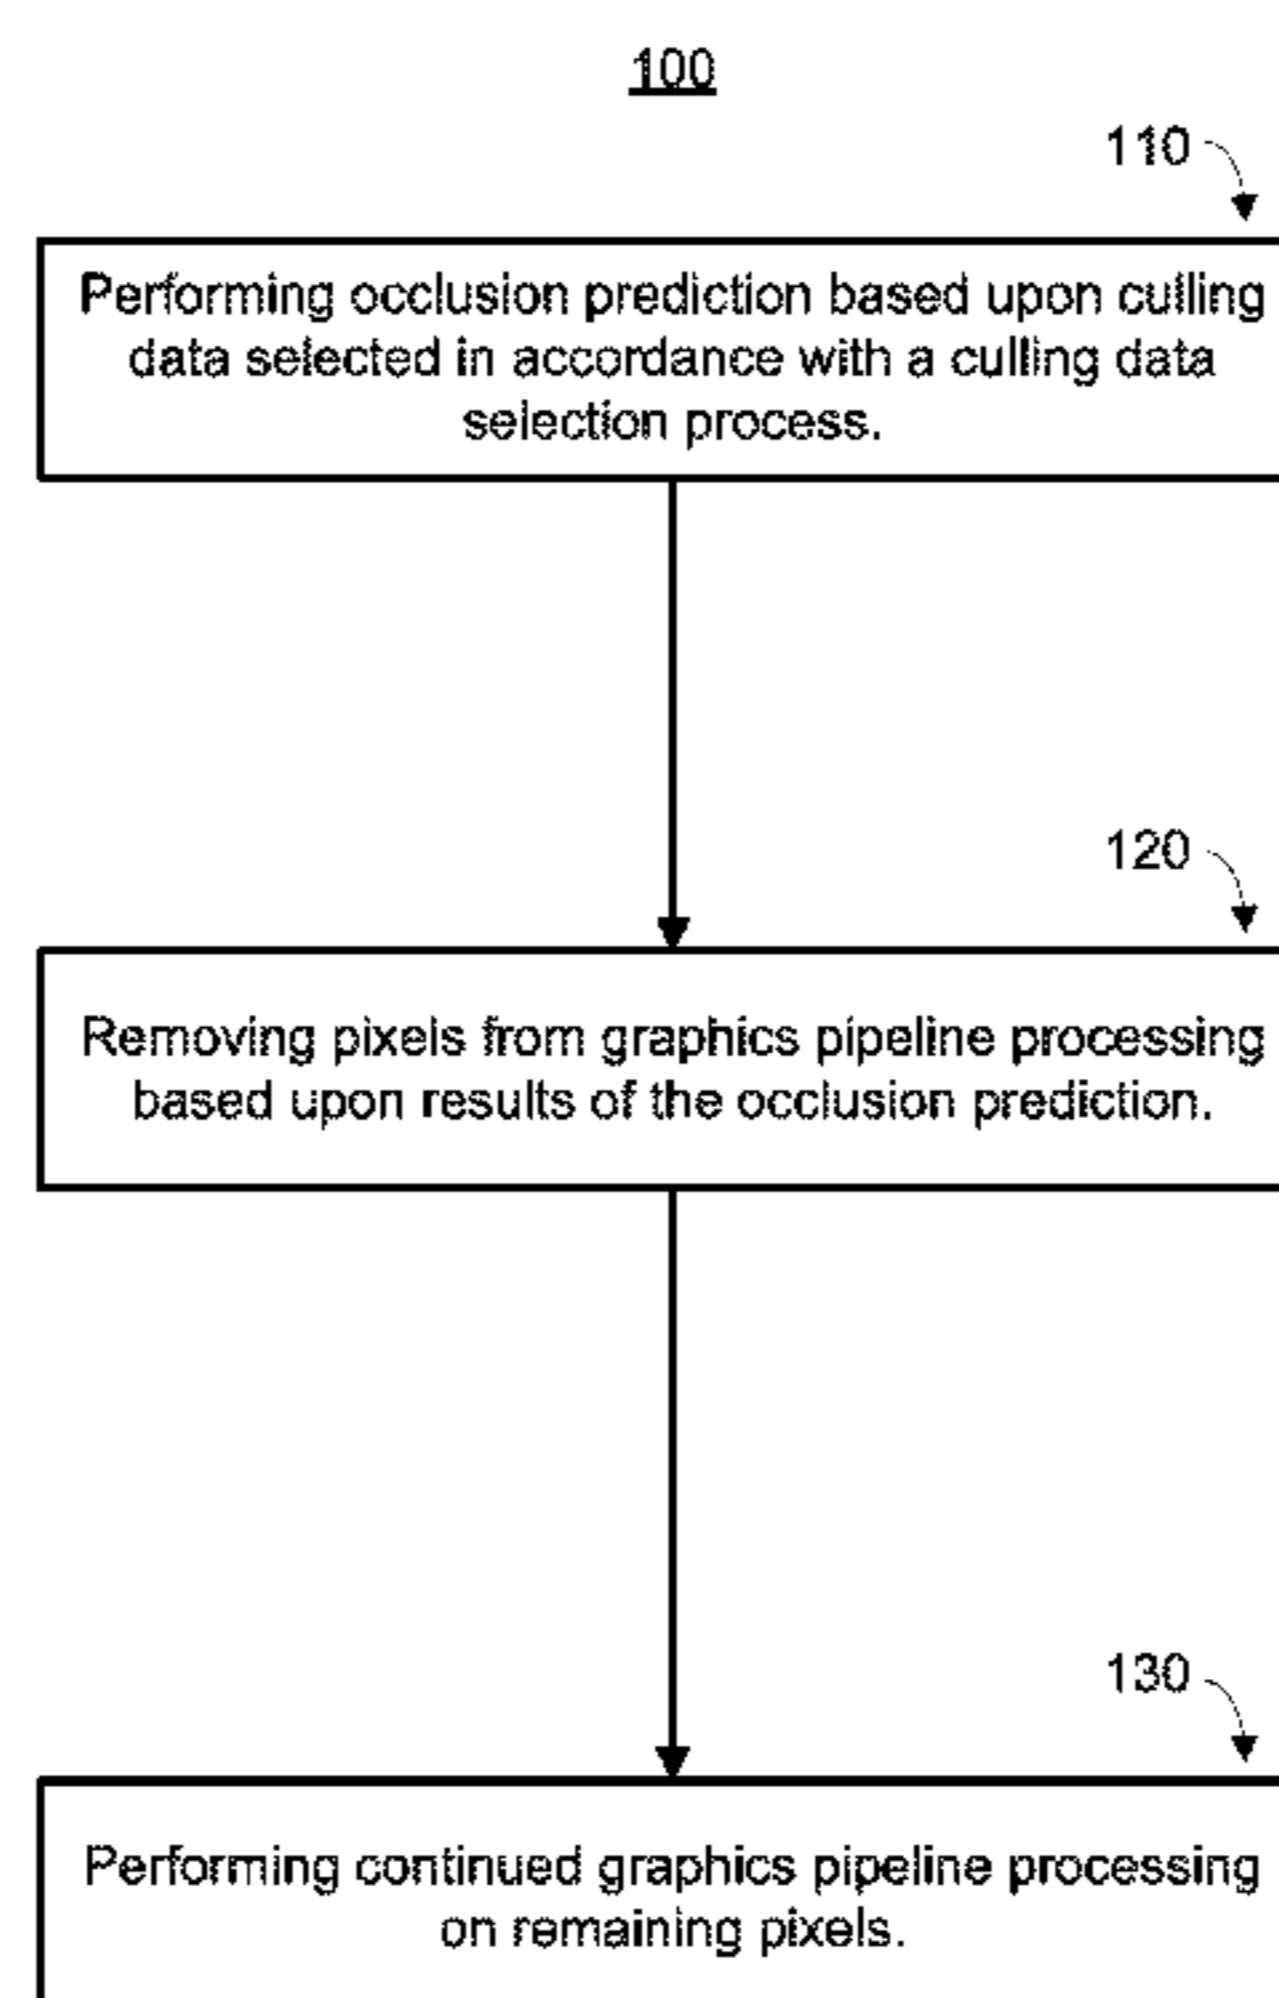 100
110
Performing occlusion prediction based upon culling
data selected in accordance with a culling data
selection process.
120
Removing pixels from graphics pipeline processing
based upon results of the occlusion prediction.
130
Performing continued graphics pipeline processing
on remaining pixels.